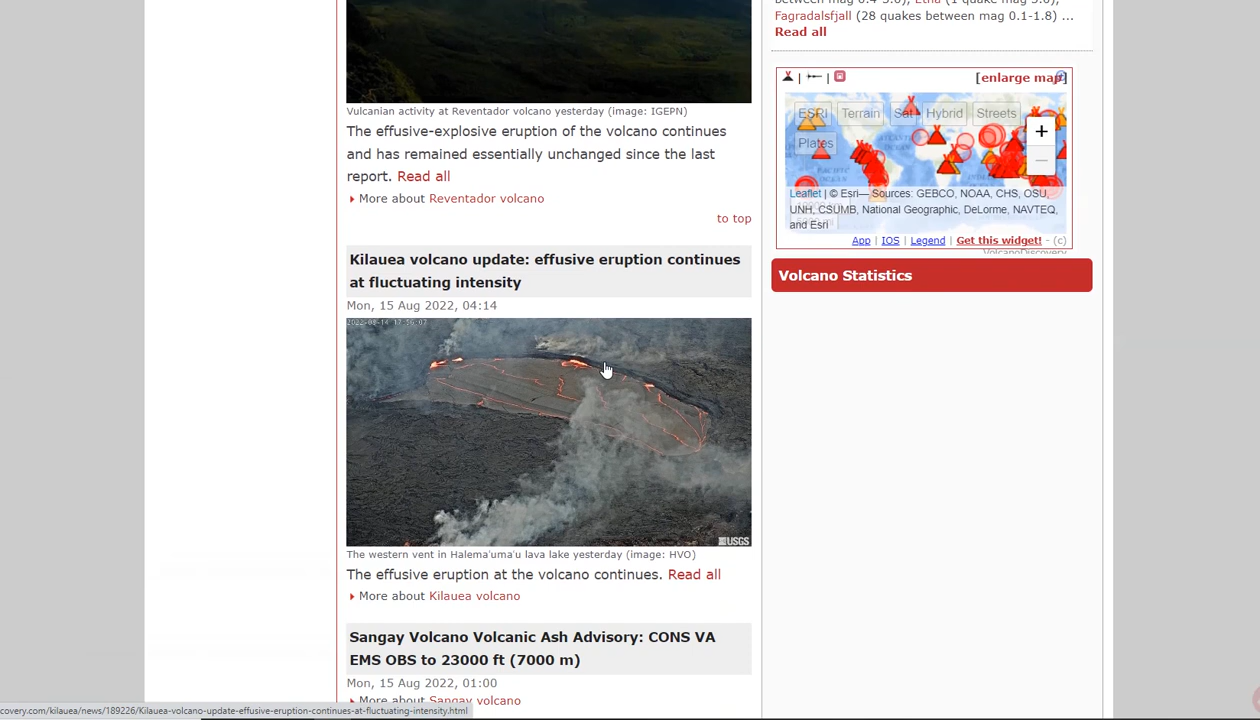 Vulcanian activity at Reventador volcano yesterday (image: IGEPN)
The effusive-explosive eruption of the volcano continues
and has remained essentially unchanged since the last
report. Read all
More about Reventador volcano
to top
Kilauea volcano update: effusive eruption continues
at fluctuating intensity
Mon, 15 Aug 2022, 04:14
2022-08-14 17:56:07
USGS
The western vent in Halema'uma'u lava lake yesterday (image: HVO)
The effusive eruption at the volcano continues. Read all
More about Kilauea volcano
Sangay Volcano Volcanic Ash Advisory: CONS VA
EMS OBS to 23000 ft (7000 m)
Mon, 15 Aug 2022, 01:00
More about Sangay volcano
covery.com/kilauea/news/189226/Kilauea-volcano-update-effusive-eruption-continues-at-fluctuating-intensity.html
between mag 0.4-3.0), Etna (1 quake mag 3.0),
Fagradalsfjall (28 quakes between mag 0.1-1.8) ...
Read all
| | [enlarge map]
ESRI Terrain Sat Hybrid Streets
Plates
+
−
Leaflet | © Esri— Sources: GEBCO, NOAA, CHS, OSU,
UNH, CSUMB, National Geographic, DeLorme, NAVTEQ,
and Esri
App | IOS | Legend | Get this widget! - (c)
VolcanoDiscovery
Volcano Statistics